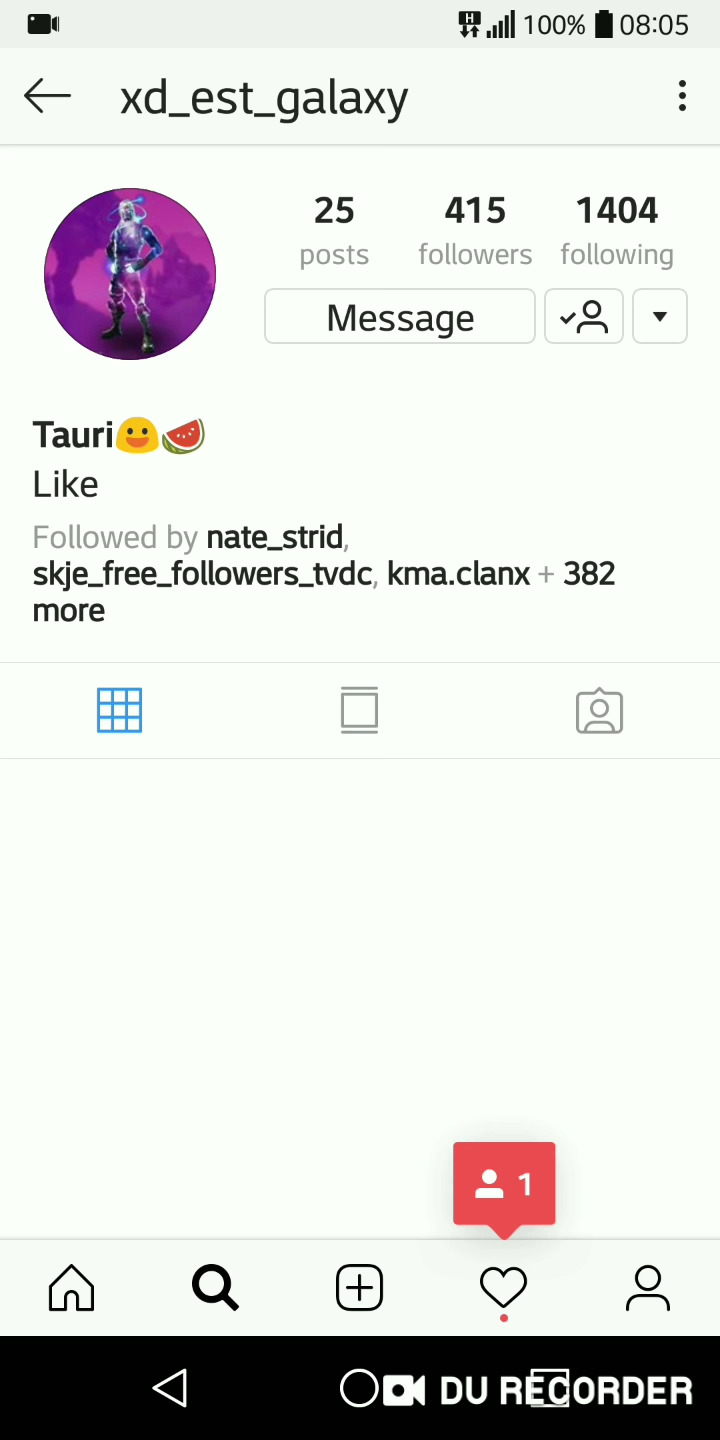 H 100% 08:05
xd_est_galaxy
25 415 1404
posts followers following
Message
Tauri😃🍉
Like
Followed by nate_strid,
skje_free_followers_tvdc, kma.clanx + 382
more
1
DU RECORDER